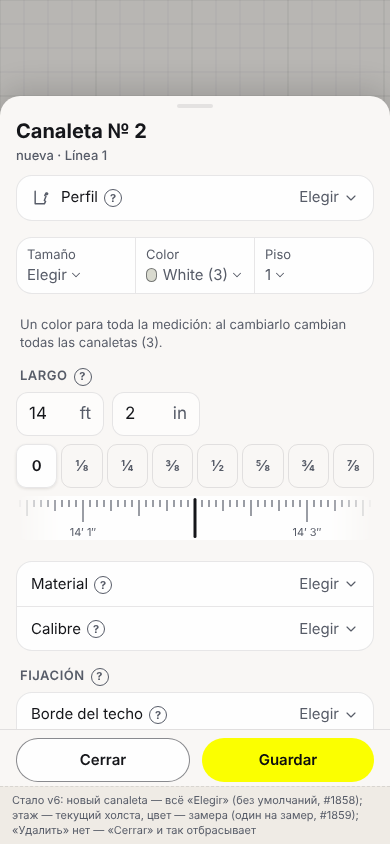 Canaleta № 2
nueva · Línea 1
Perfil ? Elegir
Tamaño Color Piso
Elegir White (3) 1
Un color para toda la medición: al cambiarlo cambian
todas las canaletas (3).
LARGO ?
14 ft 2 in
0 ⅛ ¼ ⅜ ½ ⅝ ¾ ⅞
14′ 1″ 14′ 3″
Material ? Elegir
Calibre ? Elegir
FIJACIÓN ?
Borde del techo ? Elegir
Cerrar Guardar
Стало v6: новый canaleta — всё «Elegir» (без умолчаний, #1858);
этаж — текущий холста, цвет — замера (один на замер, #1859);
«Удалить» нет — «Cerrar» и так отбрасывает